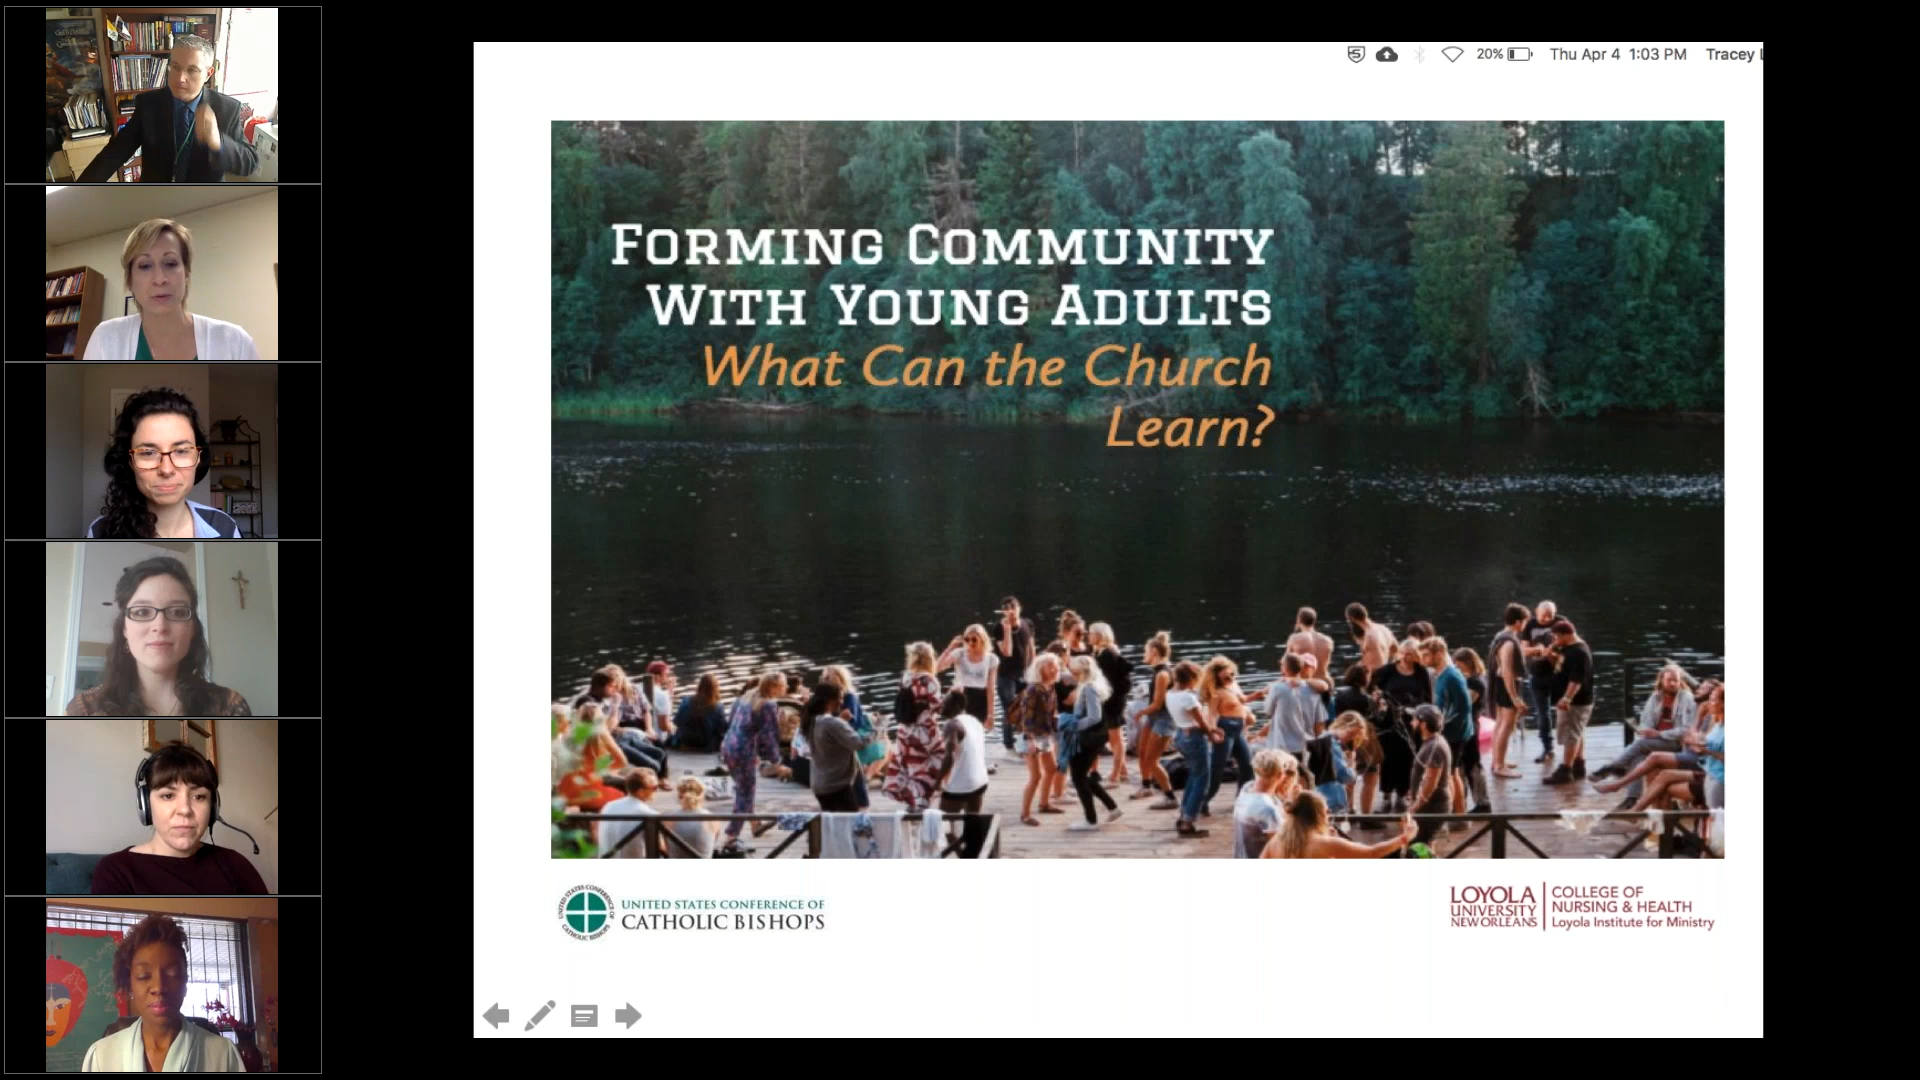 20% Thu Apr 4 1:03 PM Tracey
FORMING COMMUNITY
WITH YOUNG ADULTS
What Can the Church
Learn?
UNITED STATES CONFERENCE OF
CATHOLIC BISHOPS
LOYOLA
UNIVERSITY
NEW ORLEANS
COLLEGE OF
NURSING & HEALTH
Loyola Institute for Ministry